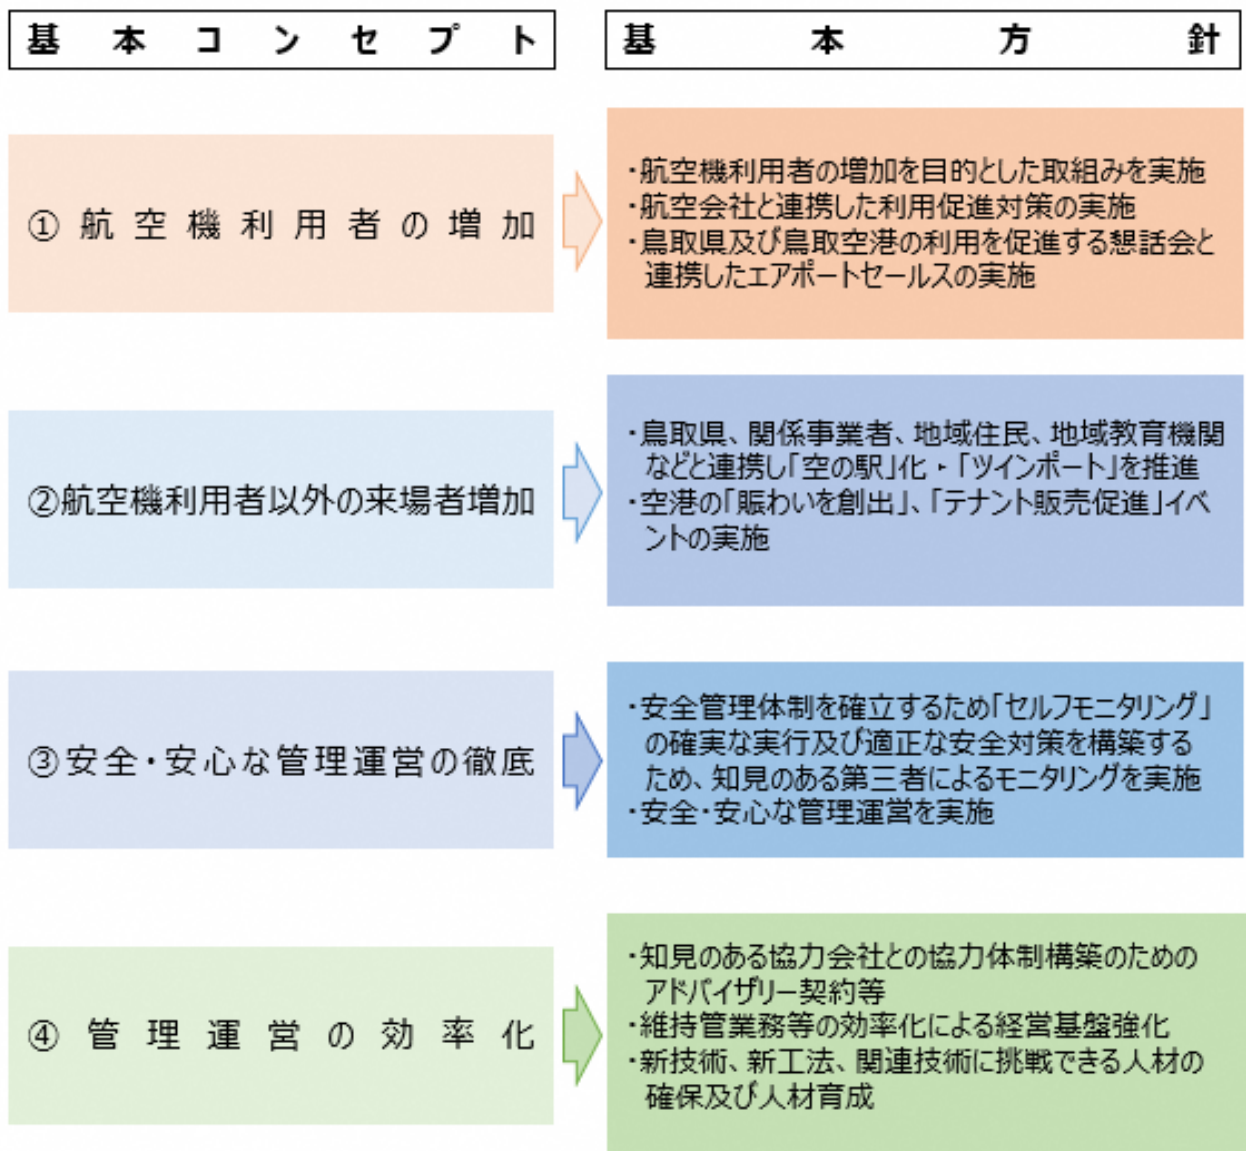 基本コンセプト
基本方針
①航空機利用者の増加
・航空機利用者の増加を目的とした取組みを実施
・航空会社と連携した利用促進対策の実施
・鳥取県及び鳥取空港の利用を促進する懇話会と
連携したエアポートセールスの実施
②航空機利用者以外の来場者増加
・鳥取県、関係事業者、地域住民、地域教育機関
などと連携し「空の駅」化・「ツインポート」を推進
・空港の「賑わいを創出」、「テナント販売促進」イベ
ントの実施
③安全・安心な管理運営の徹底
・安全管理体制を確立するため「セルフモニタリング」
の確実な実行及び適正な安全対策を構築する
ため、知見のある第三者によるモニタリングを実施
・安全・安心な管理運営を実施
④管理運営の効率化
・知見のある協力会社との協力体制構築のための
アドバイザリー契約等
・維持管業務等の効率化による経営基盤強化
・新技術、新工法、関連技術に挑戦できる人材の
確保及び人材育成